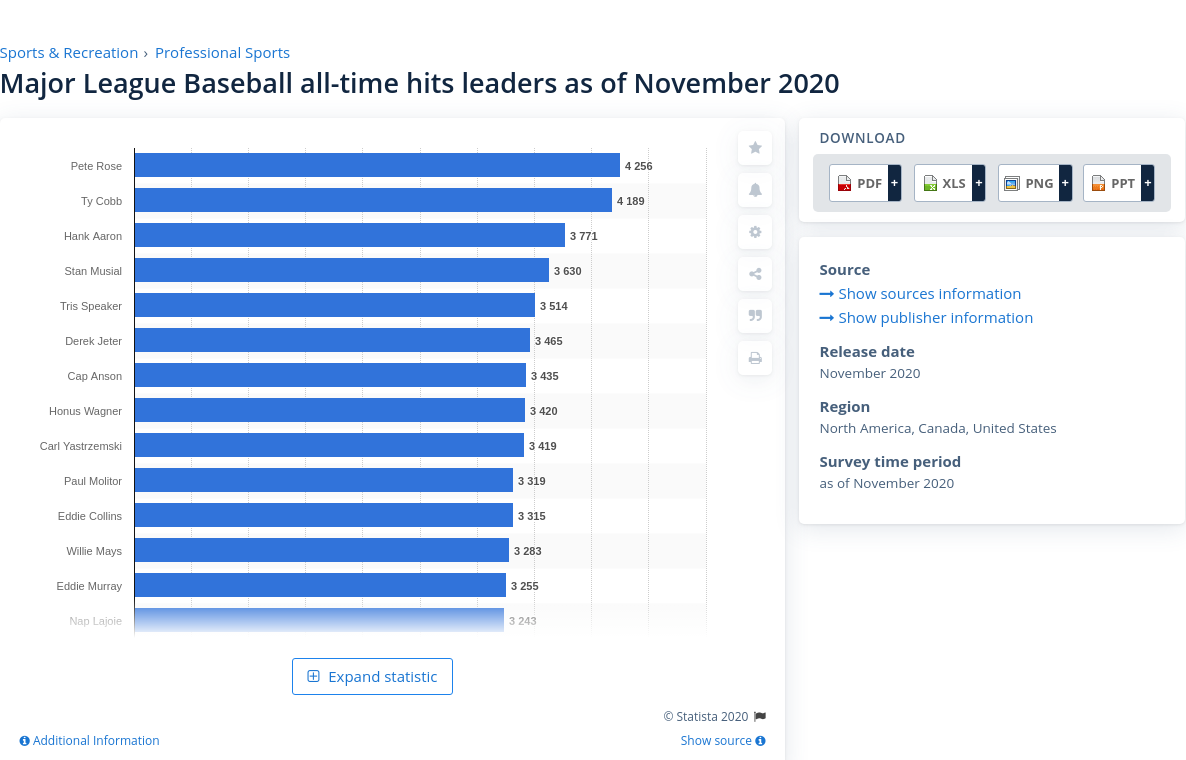 Sports & Recreation › Professional Sports
Major League Baseball all-time hits leaders as of November 2020
Pete Rose 4 256
Ty Cobb 4 189
Hank Aaron 3 771
Stan Musial 3 630
Tris Speaker 3 514
Derek Jeter 3 465
Cap Anson 3 435
Honus Wagner 3 420
Carl Yastrzemski 3 419
Paul Molitor 3 319
Eddie Collins 3 315
Willie Mays 3 283
Eddie Murray 3 255
Nap Lajoie 3 243
Expand statistic
© Statista 2020
Additional Information
Show source
DOWNLOAD
PDF + XLS + PNG + PPT +
Source
Show sources information
Show publisher information
Release date
November 2020
Region
North America, Canada, United States
Survey time period
as of November 2020